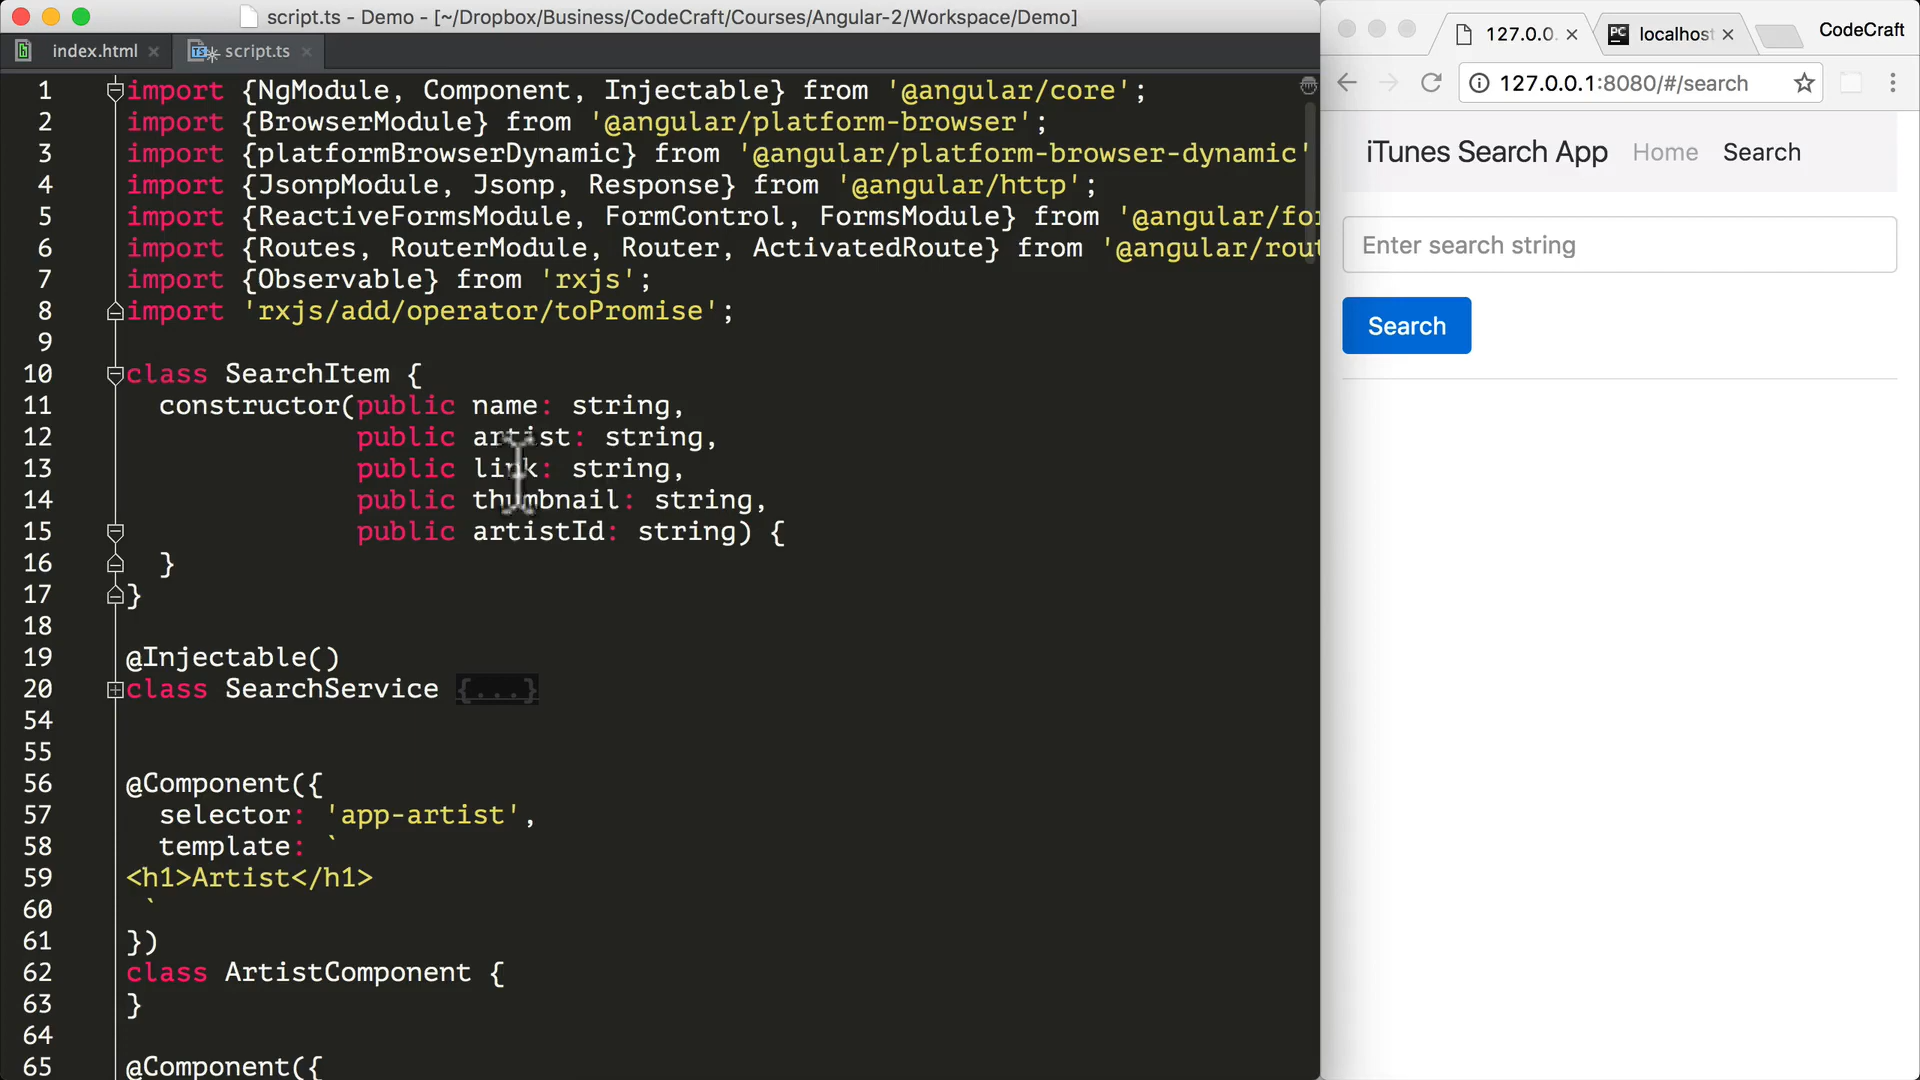 script.ts - Demo - [~/Dropbox/Business/CodeCraft/Courses/Angular-2/Workspace/Demo]
index.html
script.ts
1 import {NgModule, Component, Injectable} from '@angular/core';
2 import {BrowserModule} from '@angular/platform-browser';
3 import {platformBrowserDynamic} from '@angular/platform-browser-dynamic'
4 import {JsonpModule, Jsonp, Response} from '@angular/http';
5 import {ReactiveFormsModule, FormControl, FormsModule} from '@angular/for
6 import {Routes, RouterModule, Router, ActivatedRoute} from '@angular/rout
7 import {Observable} from 'rxjs';
8 import 'rxjs/add/operator/toPromise';
9
10 class SearchItem {
11 constructor(public name: string,
12 public artist: string,
13 public link: string,
14 public thumbnail: string,
15 public artistId: string) {
16 }
17 }
18
19 @Injectable()
20 class SearchService {...}
54
55
56 @Component({
57 selector: 'app-artist',
58 template: `
59 <h1>Artist</h1>
60 `
61 })
62 class ArtistComponent {
63 }
64
65 @Component({
127.0.0.
PC localhost
CodeCraft
127.0.0.1:8080/#/search
iTunes Search App Home Search
Enter search string
Search